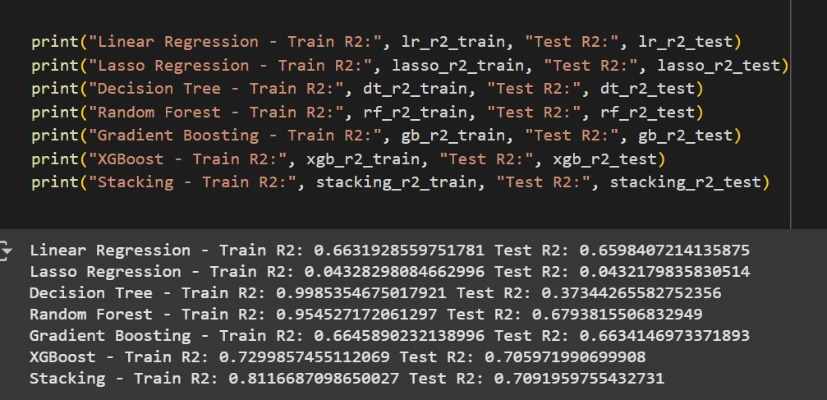 print("Linear Regression - Train R2:", lr_r2_train, "Test R2:", lr_r2_test)
print("Lasso Regression - Train R2:", lasso_r2_train, "Test R2:", lasso_r2_test)
print("Decision Tree - Train R2:", dt_r2_train, "Test R2:", dt_r2_test)
print("Random Forest - Train R2:", rf_r2_train, "Test R2:", rf_r2_test)
print("Gradient Boosting - Train R2:", gb_r2_train, "Test R2:", gb_r2_test)
print("XGBoost - Train R2:", xgb_r2_train, "Test R2:", xgb_r2_test)
print("Stacking - Train R2:", stacking_r2_train, "Test R2:", stacking_r2_test)
Linear Regression - Train R2: 0.6631928559751781 Test R2: 0.6598407214135875
Lasso Regression - Train R2: 0.04328298084662996 Test R2: 0.0432179835830514
Decision Tree - Train R2: 0.9985354675017921 Test R2: 0.37344265582752356
Random Forest - Train R2: 0.954527172061297 Test R2: 0.6793815506832949
Gradient Boosting - Train R2: 0.6645890232138996 Test R2: 0.6634146973371893
XGBoost - Train R2: 0.7299857455112069 Test R2: 0.705971990699908
Stacking - Train R2: 0.8116687098650027 Test R2: 0.7091959755432731